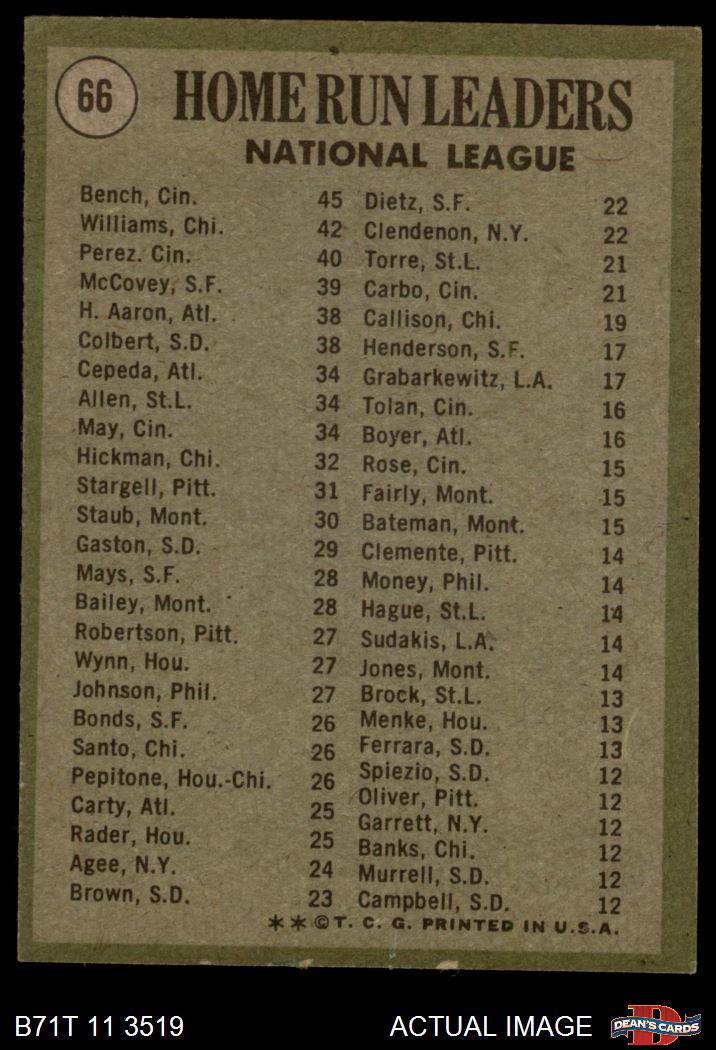 66
HOME RUN LEADERS
NATIONAL LEAGUE
Bench, Cin. 45
Williams, Chi. 42
Perez. Cin. 40
McCovey, S.F. 39
H. Aaron, Atl. 38
Colbert, S.D. 38
Cepeda, Atl. 34
Allen, St.L. 34
May, Cin. 34
Hickman, Chi. 32
Stargell, Pitt. 31
Staub, Mont. 30
Gaston, S.D. 29
Mays, S.F. 28
Bailey, Mont. 28
Robertson, Pitt. 27
Wynn, Hou. 27
Johnson, Phil. 27
Bonds, S.F. 26
Santo, Chi. 26
Pepitone, Hou.-Chi. 26
Carty, Atl. 25
Rader, Hou. 25
Agee, N.Y. 24
Brown, S.D. 23
Dietz, S.F. 22
Clendenon, N.Y. 22
Torre, St.L. 21
Carbo, Cin. 21
Callison, Chi. 19
Henderson, S.F. 17
Grabarkewitz, L.A. 17
Tolan, Cin. 16
Boyer, Atl. 16
Rose, Cin. 15
Fairly, Mont. 15
Bateman, Mont. 15
Clemente, Pitt. 14
Money, Phil. 14
Hague, St.L. 14
Sudakis, L.A. 14
Jones, Mont. 14
Brock, St.L. 13
Menke, Hou. 13
Ferrara, S.D. 13
Spiezio, S.D. 12
Oliver, Pitt. 12
Garrett, N.Y. 12
Banks, Chi. 12
Murrell, S.D. 12
Campbell, S.D. 12
**©T. C. G. PRINTED IN U.S.A.
B71T 11 3519
ACTUAL IMAGE
DEAN'S CARDS